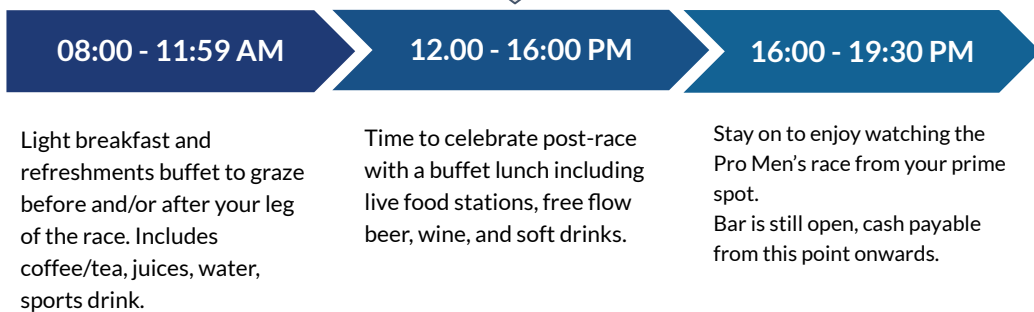 08:00 - 11:59 AM
12.00 - 16:00 PM
16:00 - 19:30 PM
Light breakfast and
refreshments buffet to graze
before and/or after your leg
of the race. Includes
coffee/tea, juices, water,
sports drink.
Time to celebrate post-race
with a buffet lunch including
live food stations, free flow
beer, wine, and soft drinks.
Stay on to enjoy watching the
Pro Men’s race from your prime
spot.
Bar is still open, cash payable
from this point onwards.